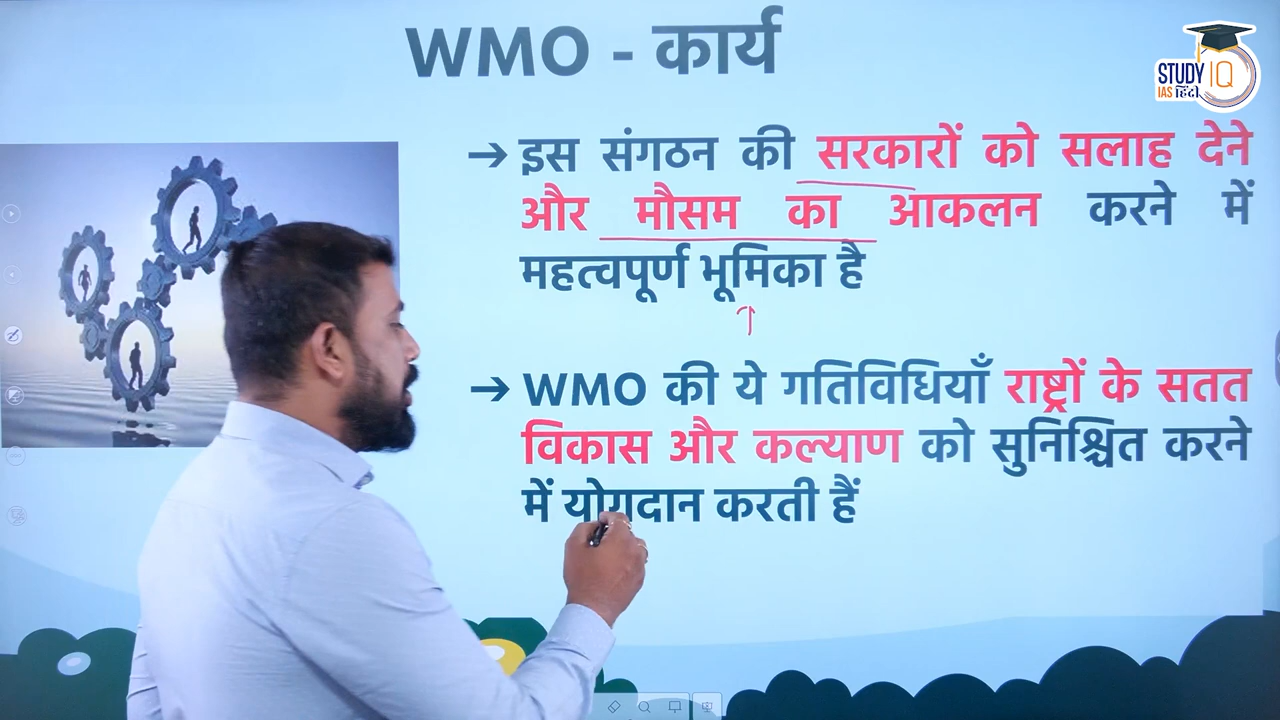 WMO - कार्य
STUDY IQ
IAS हिंदी
→ इस संगठन की सरकारों को सलाह देने
और मौसम का आकलन करने में
महत्वपूर्ण भूमिका है
→ WMO की ये गतिविधियाँ राष्ट्रों के सतत
विकास और कल्याण को सुनिश्चित करने
में योगदान करती हैं